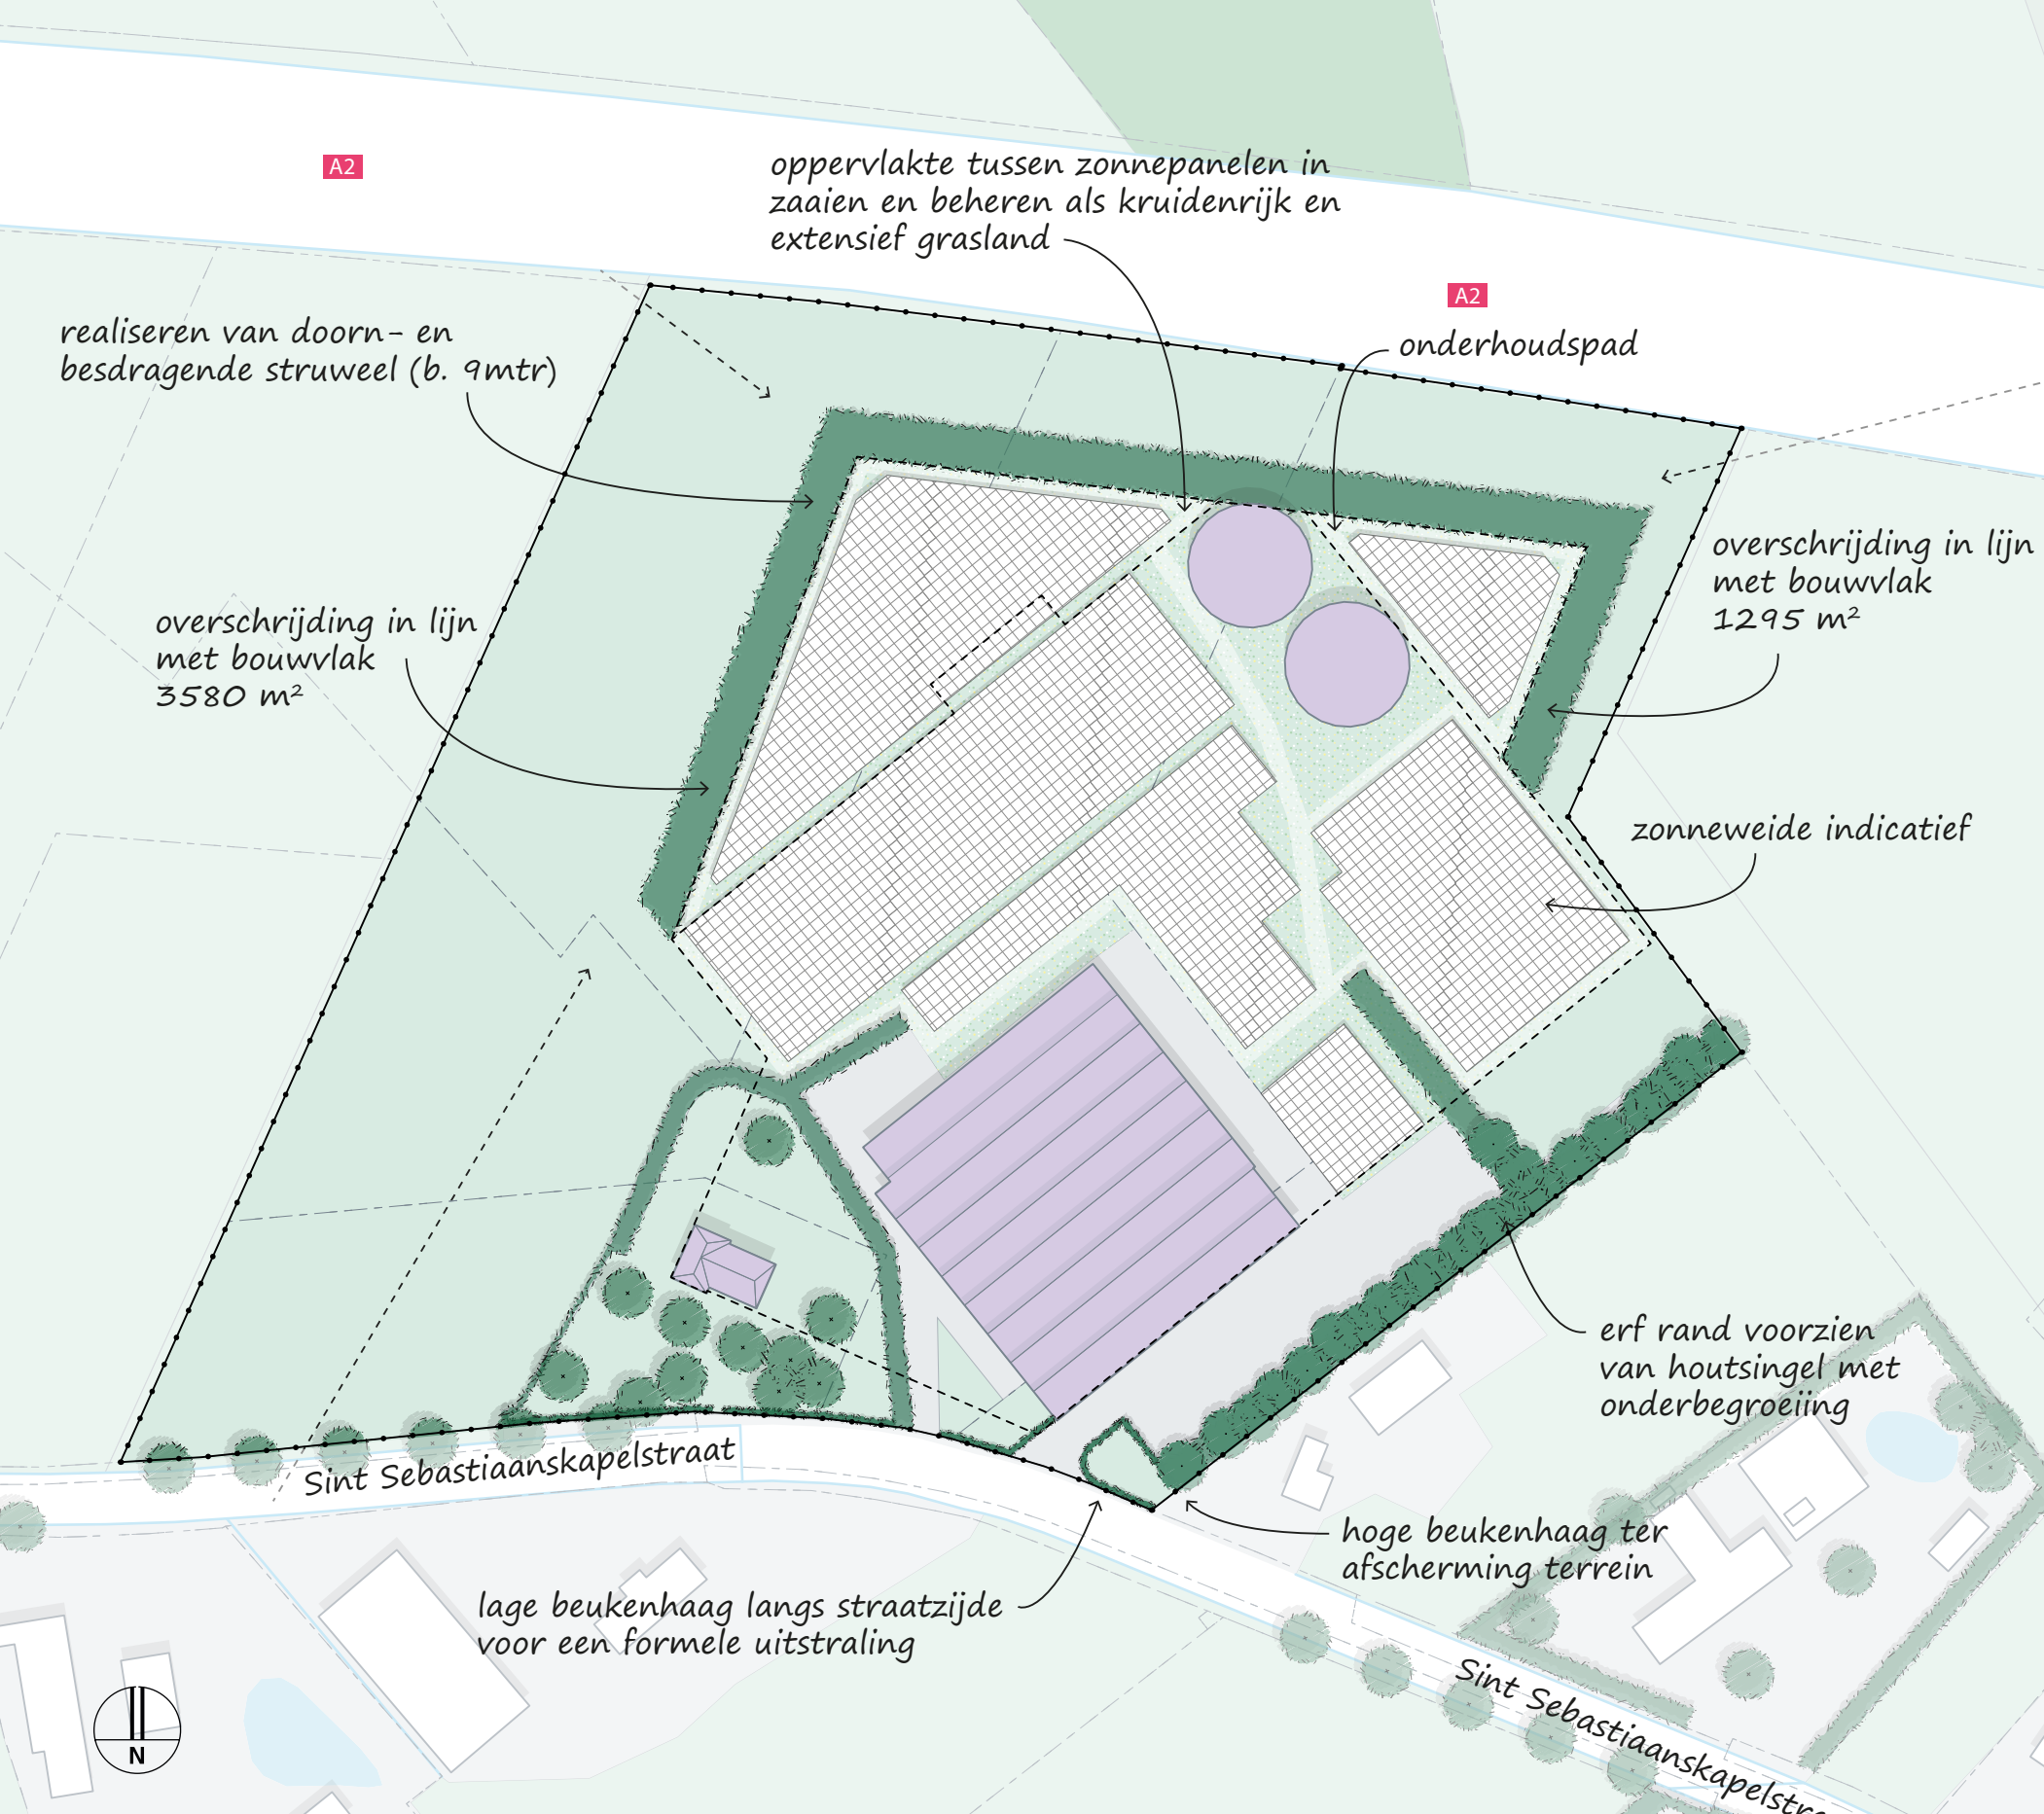 A2
oppervlakte tussen zonnepanelen in
zaaien en beheren als kruidenrijk en
extensief grasland
A2
realiseren van doorn- en
besdragende struweel (b. 9mtr)
onderhoudspad
overschrijding in lijn
met bouwvlak
1295 m²
overschrijding in lijn
met bouwvlak
3580 m²
zonneweide indicatief
erf rand voorzien
van houtsingel met
onderbegroeiing
Sint Sebastiaanskapelstraat
hoge beukenhaag ter
afscherming terrein
lage beukenhaag langs straatzijde
voor een formele uitstraling
Sint Sebastiaanskapelstra
N